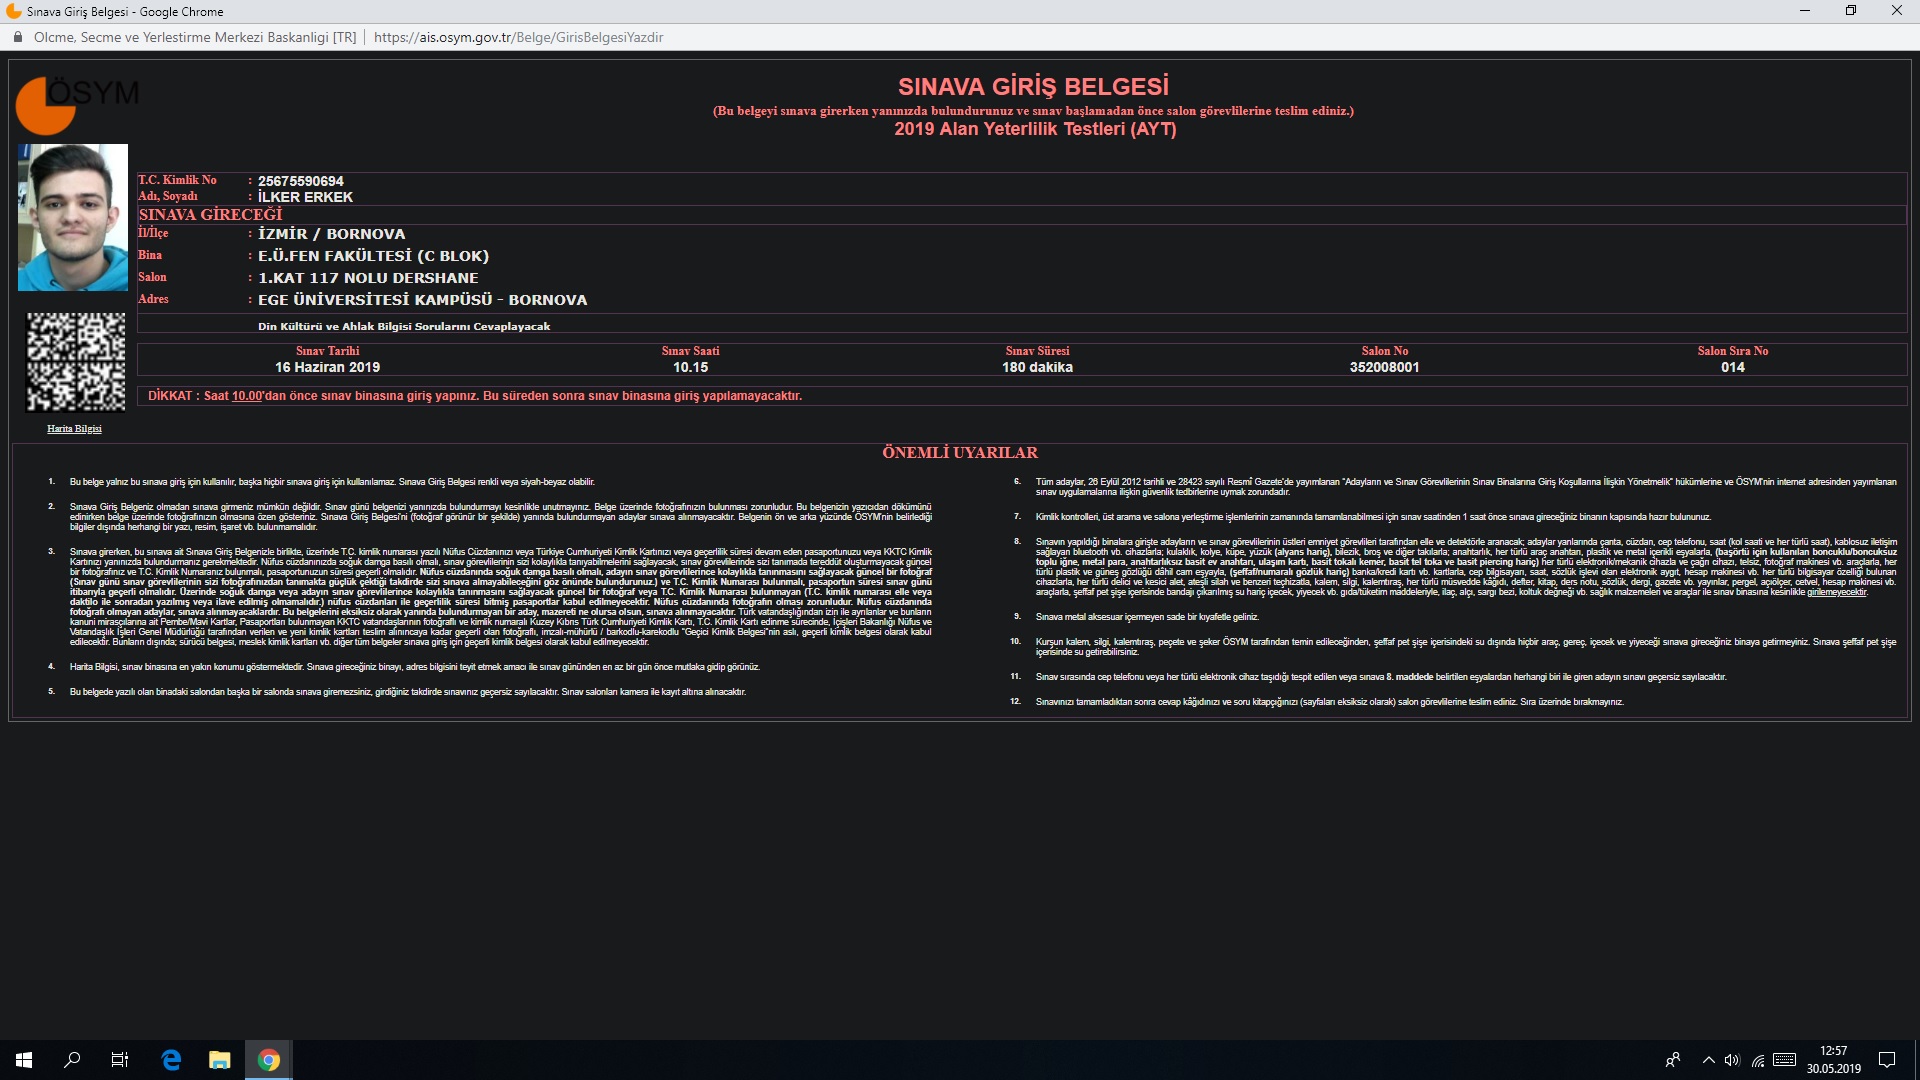 Sınava Giriş Belgesi - Google Chrome
Olcme, Secme ve Yerlestirme Merkezi Baskanligi [TR] | https://ais.osym.gov.tr/Belge/GirisBelgesiYazdir
ÖSYM
SINAVA GİRİŞ BELGESİ
(Bu belgeyi sınava girerken yanınızda bulundurunuz ve sınav başlamadan önce salon görevlilerine teslim ediniz.)
2019 Alan Yeterlilik Testleri (AYT)
T.C. Kimlik No : 25675590694
Adı, Soyadı : İLKER ERKEK
SINAVA GİRECEĞİ
İl/İlçe : İZMİR / BORNOVA
Bina : E.Ü.FEN FAKÜLTESİ (C BLOK)
Salon : 1.KAT 117 NOLU DERSHANE
Adres : EGE ÜNİVERSİTESİ KAMPÜSÜ - BORNOVA
Din Kültürü ve Ahlak Bilgisi Sorularını Cevaplayacak
Sınav Tarihi Sınav Saati Sınav Süresi Salon No Salon Sıra No
16 Haziran 2019 10.15 180 dakika 352008001 014
DİKKAT : Saat 10.00'dan önce sınav binasına giriş yapınız. Bu süreden sonra sınav binasına giriş yapılamayacaktır.
Harita Bilgisi
ÖNEMLİ UYARILAR
1. Bu belge yalnız bu sınava giriş için kullanılır, başka hiçbir sınava giriş için kullanılamaz. Sınava Giriş Belgesi renkli veya siyah-beyaz olabilir.
2. Sınava Giriş Belgeniz olmadan sınava girmeniz mümkün değildir. Sınav günü belgenizi yanınızda bulundurmayı kesinlikle unutmayınız. Belge üzerinde fotoğrafınızın bulunması zorunludur. Bu belgenizin yazıcıdan dökümünü
edinirken belge üzerinde fotoğrafınızın olmasına özen gösteriniz. Sınava Giriş Belgesi'ni (fotoğraf görünür bir şekilde) yanında bulundurmayan adaylar sınava alınmayacaktır. Belgenin ön ve arka yüzünde ÖSYM'nin belirlediği
bilgiler dışında herhangi bir yazı, resim, işaret vb. bulunmamalıdır.
3. Sınava girerken, bu sınava ait Sınava Giriş Belgenizle birlikte, üzerinde T.C. kimlik numarası yazılı Nüfus Cüzdanınızı veya Türkiye Cumhuriyeti Kimlik Kartınızı veya geçerlilik süresi devam eden pasaportunuzu veya KKTC Kimlik
Kartınızı yanınızda bulundurmanız gerekmektedir. Nüfus cüzdanınızda soğuk damga basılı olmalı, sınav görevlilerinin sizi kolaylıkla tanıyabilmelerini sağlayacak, sınav görevlilerinde sizi tanımada tereddüt oluşturmayacak güncel
bir fotoğrafınız ve T.C. Kimlik Numaranız bulunmalı, pasaportunuzun süresi geçerli olmalıdır. Nüfus cüzdanında soğuk damga basılı olmalı, adayın sınav görevlilerince kolaylıkla tanınmasını sağlayacak güncel bir fotoğraf
(Sınav günü sınav görevlilerinin sizi fotoğrafınızdan tanımakta güçlük çektiği takdirde sizi sınava almayabileceğini göz önünde bulundurunuz.) ve T.C. Kimlik Numarası bulunmalı, pasaportun süresi sınav günü
itibarıyla geçerli olmalıdır. Üzerinde soğuk damga veya adayın sınav görevlilerince kolaylıkla tanınmasını sağlayacak güncel bir fotoğraf veya T.C. Kimlik Numarası bulunmayan (T.C. kimlik numarası elle veya
daktilo ile sonradan yazılmış veya ilave edilmiş olmamalıdır.) nüfus cüzdanları ile geçerlilik süresi bitmiş pasaportlar kabul edilmeyecektir. Nüfus cüzdanında fotoğrafın olması zorunludur. Nüfus cüzdanında
fotoğrafı olmayan adaylar, sınava alınmayacaklardır. Bu belgelerini eksiksiz olarak yanında bulundurmayan bir aday, mazereti ne olursa olsun, sınava alınmayacaktır. Türk vatandaşlığından izin ile ayrılanlar ve bunların
kanuni mirasçılarına ait Pembe/Mavi Kartlar, Pasaportları bulunmayan KKTC vatandaşlarının fotoğraflı ve kimlik numaralı Kuzey Kıbrıs Türk Cumhuriyeti Kimlik Kartı, T.C. Kimlik Kartı edinme sürecinde, İçişleri Bakanlığı Nüfus ve
Vatandaşlık İşleri Genel Müdürlüğü tarafından verilen ve yeni kimlik kartları teslim alınıncaya kadar geçerli olan fotoğraflı, imzalı-mühürlü / barkodlu-karekodlu "Geçici Kimlik Belgesi"nin aslı, geçerli kimlik belgesi olarak kabul
edilecektir. Bunların dışında; sürücü belgesi, meslek kimlik kartları vb. diğer tüm belgeler sınava giriş için geçerli kimlik belgesi olarak kabul edilmeyecektir.
4. Harita Bilgisi, sınav binasına en yakın konumu göstermektedir. Sınava gireceğiniz binayı, adres bilgisini teyit etmek amacı ile sınav gününden en az bir gün önce mutlaka gidip görünüz.
5. Bu belgede yazılı olan binadaki salondan başka bir salonda sınava giremezsiniz, girdiğiniz takdirde sınavınız geçersiz sayılacaktır. Sınav salonları kamera ile kayıt altına alınacaktır.
6. Tüm adaylar, 26 Eylül 2012 tarihli ve 28423 sayılı Resmî Gazete'de yayımlanan "Adayların ve Sınav Görevlilerinin Sınav Binalarına Giriş Koşullarına İlişkin Yönetmelik" hükümlerine ve ÖSYM'nin internet adresinden yayımlanan
sınav uygulamalarına ilişkin güvenlik tedbirlerine uymak zorundadır.
7. Kimlik kontrolleri, üst arama ve salona yerleştirme işlemlerinin zamanında tamamlanabilmesi için sınav saatinden 1 saat önce sınava gireceğiniz binanın kapısında hazır bulununuz.
8. Sınavın yapıldığı binalara girişte adayların ve sınav görevlilerinin üstleri emniyet görevlileri tarafından elle ve detektörle aranacak; adaylar yanlarında çanta, cüzdan, cep telefonu, saat (kol saati ve her türlü saat), kablosuz iletişim
sağlayan bluetooth vb. cihazlarla; kulaklık, kolye, küpe, yüzük (alyans hariç), bilezik, broş ve diğer takılarla; anahtarlık, her türlü araç anahtarı, plastik ve metal içerikli eşyalarla, (başörtü için kullanılan boncuklu/boncuksuz
toplu iğne, metal para, anahtarlıksız basit ev anahtarı, ulaşım kartı, basit tokalı kemer, basit tel toka ve basit piercing hariç) her türlü elektronik/mekanik cihazla ve çağrı cihazı, telsiz, fotoğraf makinesi vb. araçlarla, her
türlü plastik ve güneş gözlüğü dâhil cam eşyayla, (şeffaf/numaralı gözlük hariç) banka/kredi kartı vb. kartlarla, cep bilgisayarı, saat, sözlük işlevi olan elektronik aygıt, hesap makinesi vb. her türlü bilgisayar özelliği bulunan
cihazlarla, her türlü delici ve kesici alet, ateşli silah ve benzeri teçhizatla, kalem, silgi, kalemtıraş, her türlü müsvedde kâğıdı, defter, kitap, ders notu, sözlük, dergi, gazete vb. yayınlar, pergel, açıölçer, cetvel, hesap makinesi vb.
araçlarla, şeffaf pet şişe içerisinde bandajı çıkarılmış su hariç içecek, yiyecek vb. gıda/tüketim maddeleriyle, ilaç, alçı, sargı bezi, koltuk değneği vb. sağlık malzemeleri ve araçlar ile sınav binasına kesinlikle girilemeyecektir.
9. Sınava metal aksesuar içermeyen sade bir kıyafetle geliniz.
10. Kurşun kalem, silgi, kalemtıraş, peçete ve şeker ÖSYM tarafından temin edileceğinden, şeffaf pet şişe içerisindeki su dışında hiçbir araç, gereç, içecek ve yiyeceği sınava gireceğiniz binaya getirmeyiniz. Sınava şeffaf pet şişe
içerisinde su getirebilirsiniz.
11. Sınav sırasında cep telefonu veya her türlü elektronik cihaz taşıdığı tespit edilen veya sınava 8. maddede belirtilen eşyalardan herhangi biri ile giren adayın sınavı geçersiz sayılacaktır.
12. Sınavınızı tamamladıktan sonra cevap kâğıdınızı ve soru kitapçığınızı (sayfaları eksiksiz olarak) salon görevlilerine teslim ediniz. Sıra üzerinde bırakmayınız.
12:57
30.05.2019